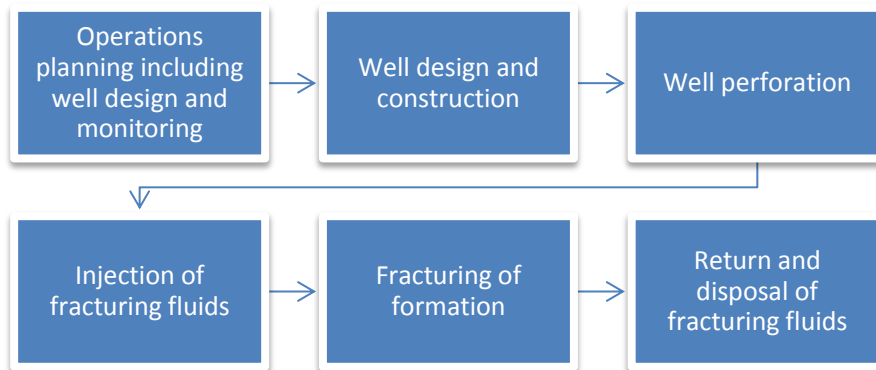 Operations
planning including
well design and
monitoring
Well design and
construction
Well perforation
Injection of
fracturing fluids
Fracturing of
formation
Return and
disposal of
fracturing fluids